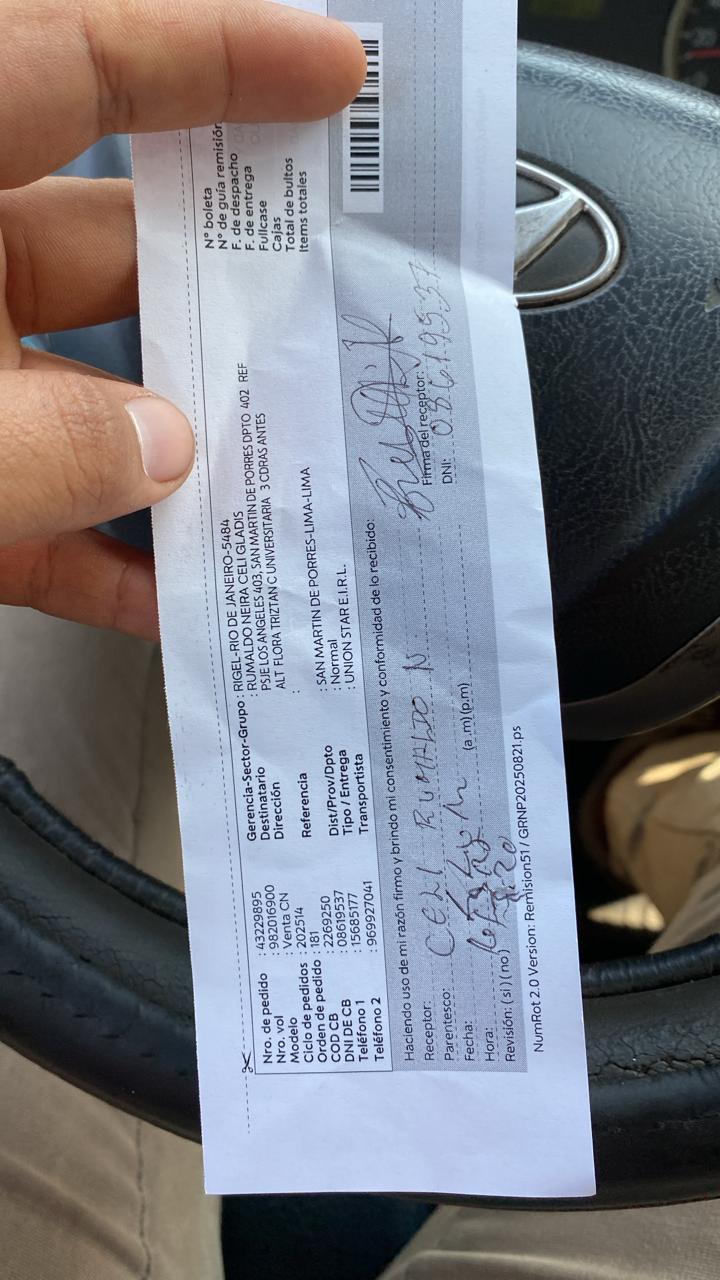 Nro. de pedido : 43229895
Nro. vol : 982016900
Modelo : Venta CN
Ciclo de pedidos : 202514
Orden de pedido : 181
COD CB : 2269250
DNI DE CB : 08619537
Teléfono 1 : 15685177
Teléfono 2 : 969927041
Gerencia-Sector-Grupo : RIGEL-RIO DE JANEIRO-5484
Destinatario : RUMALDO NEIRA CELI GLADIS
Dirección : PSJE LOS ANGELES 403, SAN MARTIN DE PORRES DPTO 402 REF
ALT FLORA TRIZTAN C UNIVERSITARIA 3 CDRAS ANTES
Referencia :
Dist/Prov/Dpto : SAN MARTIN DE PORRES-LIMA-LIMA
Tipo / Entrega : Normal
Transportista : UNION STAR E.I.R.L.
N° boleta
N° de guía remisión
F. de despacho
F. de entrega
Fullcase
Cajas
Total de bultos
Items totales
Haciendo uso de mi razón firmo y brindo mi consentimiento y conformidad de lo recibido:
Receptor: CELI RUMALDO N
Parentesco:
Fecha:
Hora: (a.m)(p.m)
Revisión: (si)(no)
Firma del receptor:
DNI: 08619537
NumRot 2.0 Version: Remision51 / GRNP20250821.ps